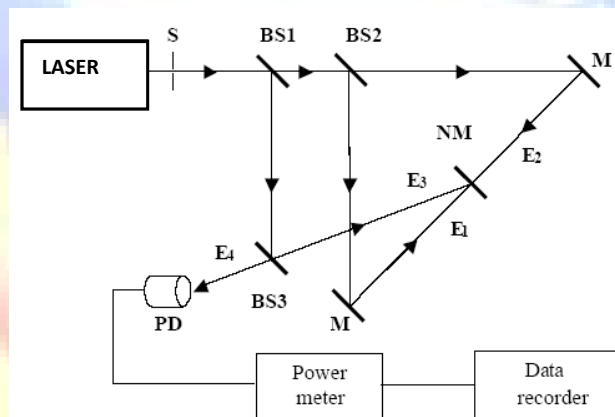 S
BS1
BS2
M
LASER
NM
E2
E3
E1
E4
BS3
PD
M
Power
meter
Data
recorder